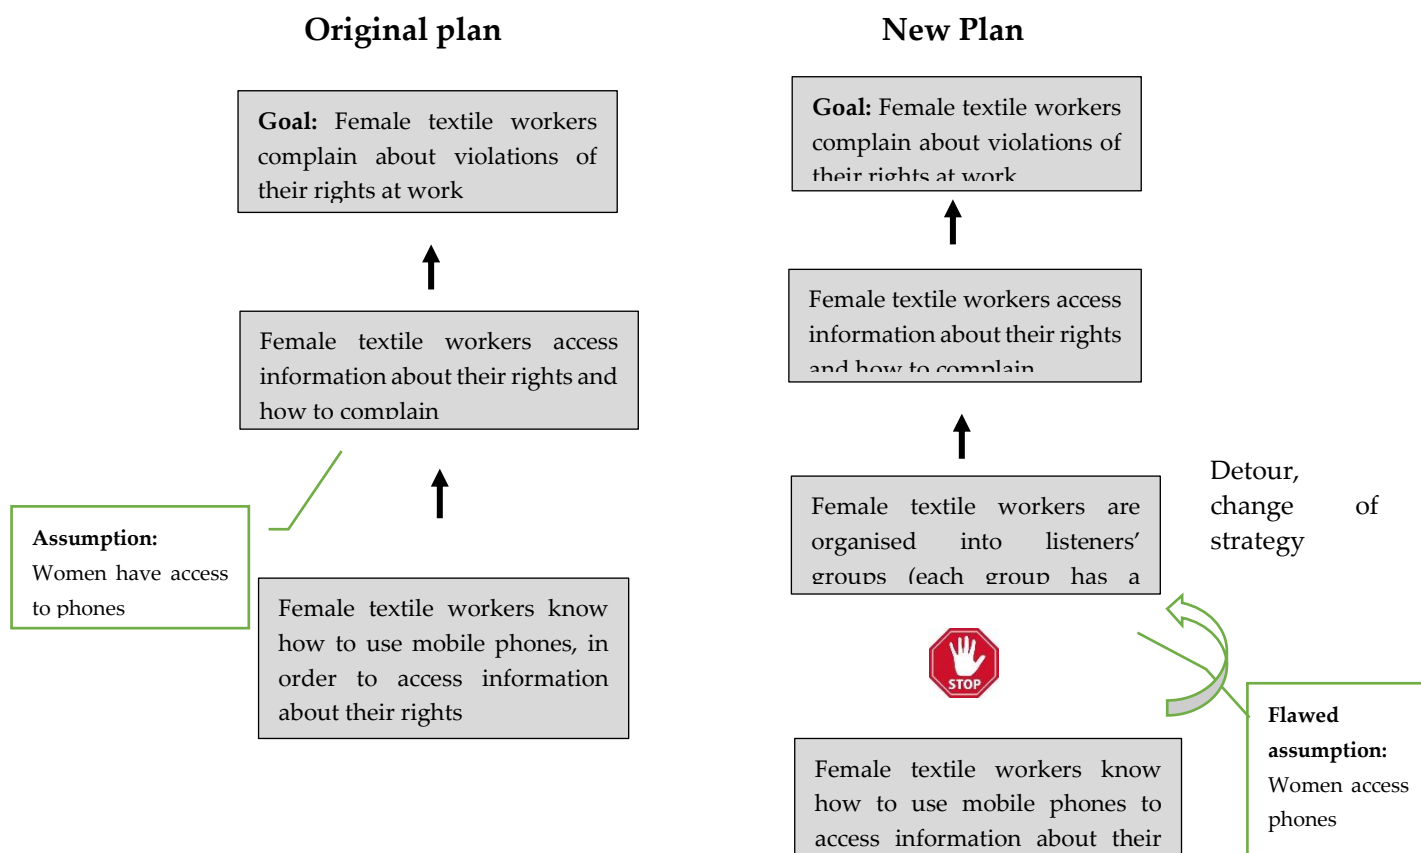 Original plan
Goal: Female textile workers
complain about violations of
their rights at work
Female textile workers access
information about their rights and
how to complain
Assumption:
Women have access
to phones
Female textile workers know
how to use mobile phones, in
order to access information
about their rights
New Plan
Goal: Female textile workers
complain about violations of
their rights at work
Female textile workers access
information about their rights
and how to complain
Female textile workers are
organised into listeners’
groups (each group has a
Detour,
change of
strategy
STOP
Flawed
assumption:
Women access
phones
Female textile workers know
how to use mobile phones to
access information about their